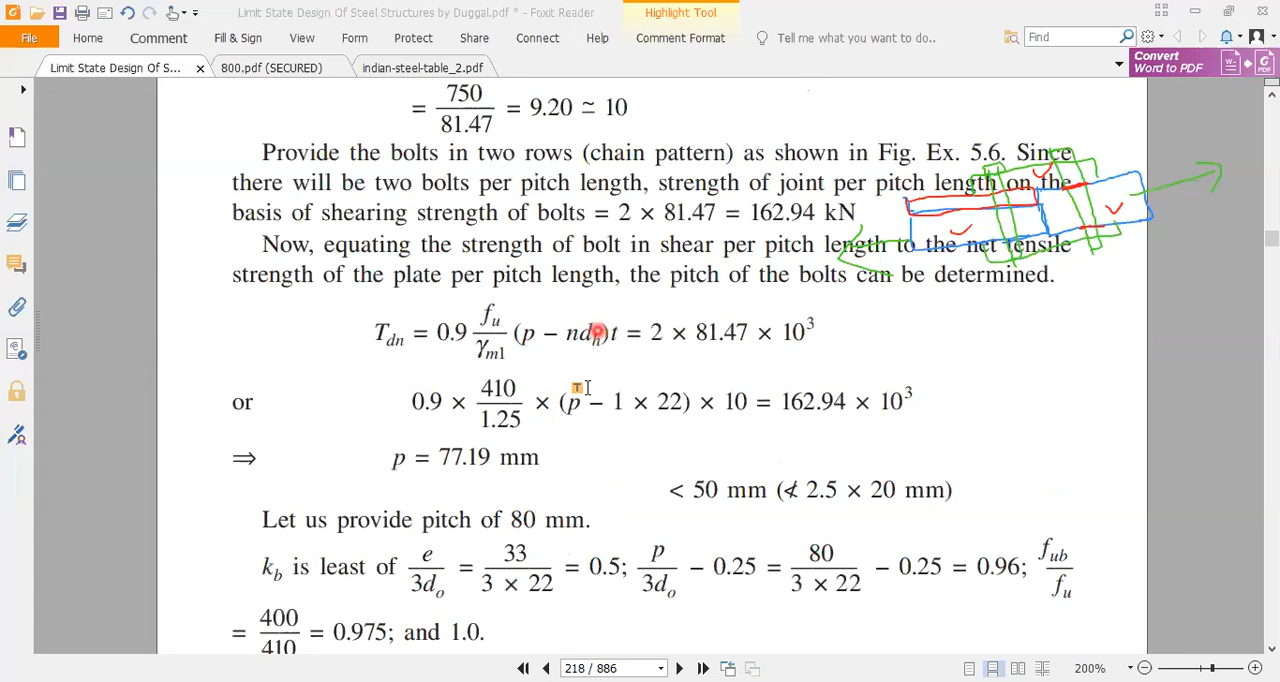 Limit State Design Of Steel Structures by Duggal.pdf * - Foxit Reader
Highlight Tool
File Home Comment Fill & Sign View Form Protect Share Connect Help Comment Format Tell me what you want to do.. Find
Limit State Design Of S... × 800.pdf (SECURED) indian-steel-table_2.pdf
Convert
Word to PDF
= 750/81.47 = 9.20 ≃ 10
Provide the bolts in two rows (chain pattern) as shown in Fig. Ex. 5.6. Since
there will be two bolts per pitch length, strength of joint per pitch length on the
basis of shearing strength of bolts = 2 × 81.47 = 162.94 kN
Now, equating the strength of bolt in shear per pitch length to the net tensile
strength of the plate per pitch length, the pitch of the bolts can be determined.
T_dn = 0.9 f_u/γ_m1 (p − nd_h)t = 2 × 81.47 × 10³
or 0.9 × 410/1.25 × (p − 1 × 22) × 10 = 162.94 × 10³
⇒ p = 77.19 mm
< 50 mm (≮ 2.5 × 20 mm)
Let us provide pitch of 80 mm.
k_b is least of e/3d_o = 33/(3 × 22) = 0.5; p/3d_o − 0.25 = 80/(3 × 22) − 0.25 = 0.96; f_ub/f_u
= 400/410 = 0.975; and 1.0.
218 / 886
200%